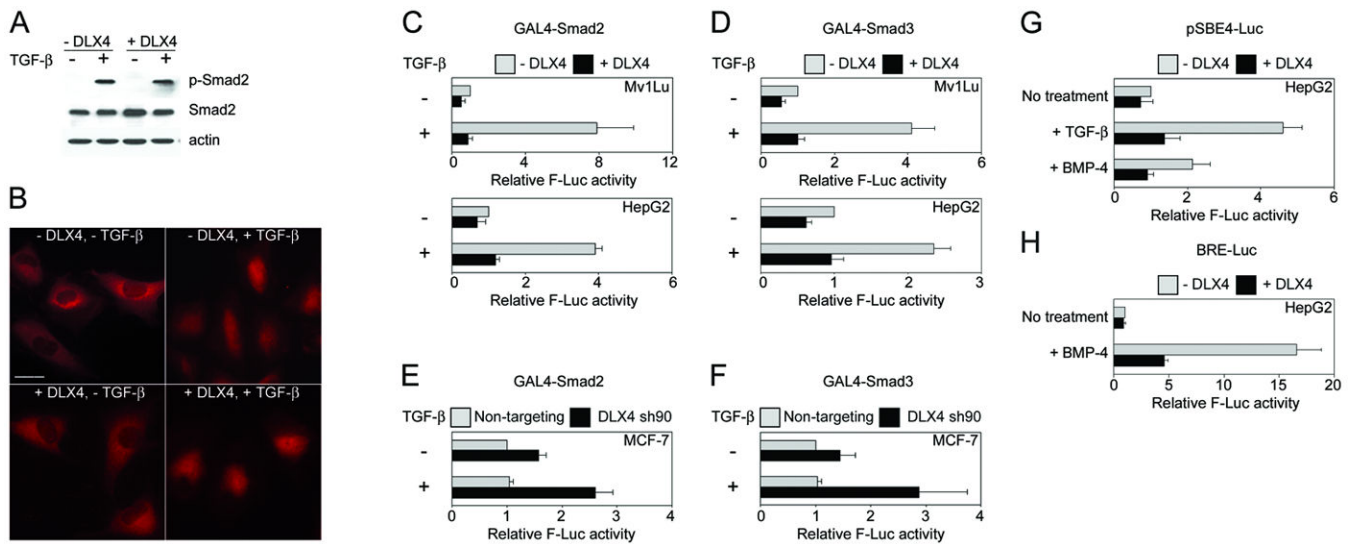 A
- DLX4 + DLX4
TGF-β - + - +
p-Smad2
Smad2
actin
B
- DLX4, - TGF-β
- DLX4, + TGF-β
+ DLX4, - TGF-β
+ DLX4, + TGF-β
C
GAL4-Smad2
TGF-β - DLX4 + DLX4
Mv1Lu
-
+
0 4 8 12
Relative F-Luc activity
HepG2
-
+
0 2 4 6
Relative F-Luc activity
D
GAL4-Smad3
TGF-β - DLX4 + DLX4
Mv1Lu
-
+
0 2 4 6
Relative F-Luc activity
HepG2
-
+
0 1 2 3
Relative F-Luc activity
E
GAL4-Smad2
TGF-β Non-targeting DLX4 sh90
MCF-7
-
+
0 1 2 3 4
Relative F-Luc activity
F
GAL4-Smad3
TGF-β Non-targeting DLX4 sh90
MCF-7
-
+
0 1 2 3 4
Relative F-Luc activity
G
pSBE4-Luc
- DLX4 + DLX4
HepG2
No treatment
+ TGF-β
+ BMP-4
0 2 4 6
Relative F-Luc activity
H
BRE-Luc
- DLX4 + DLX4
HepG2
No treatment
+ BMP-4
0 5 10 15 20
Relative F-Luc activity